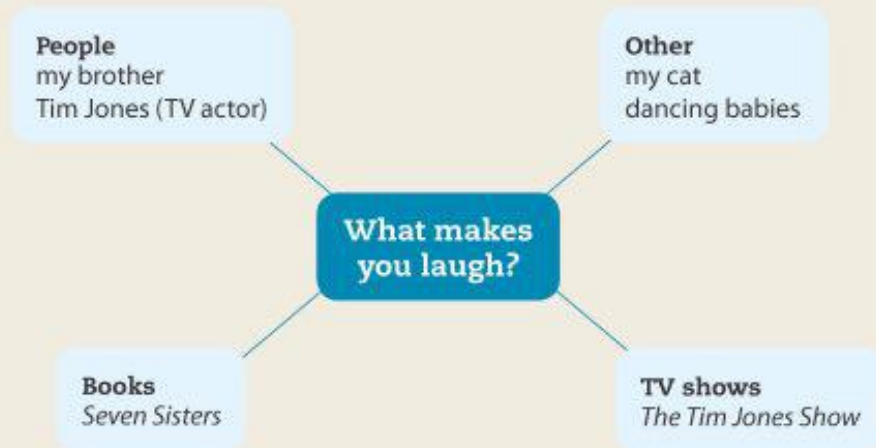 People
my brother
Tim Jones (TV actor)
Other
my cat
dancing babies
What makes
you laugh?
Books
Seven Sisters
TV shows
The Tim Jones Show